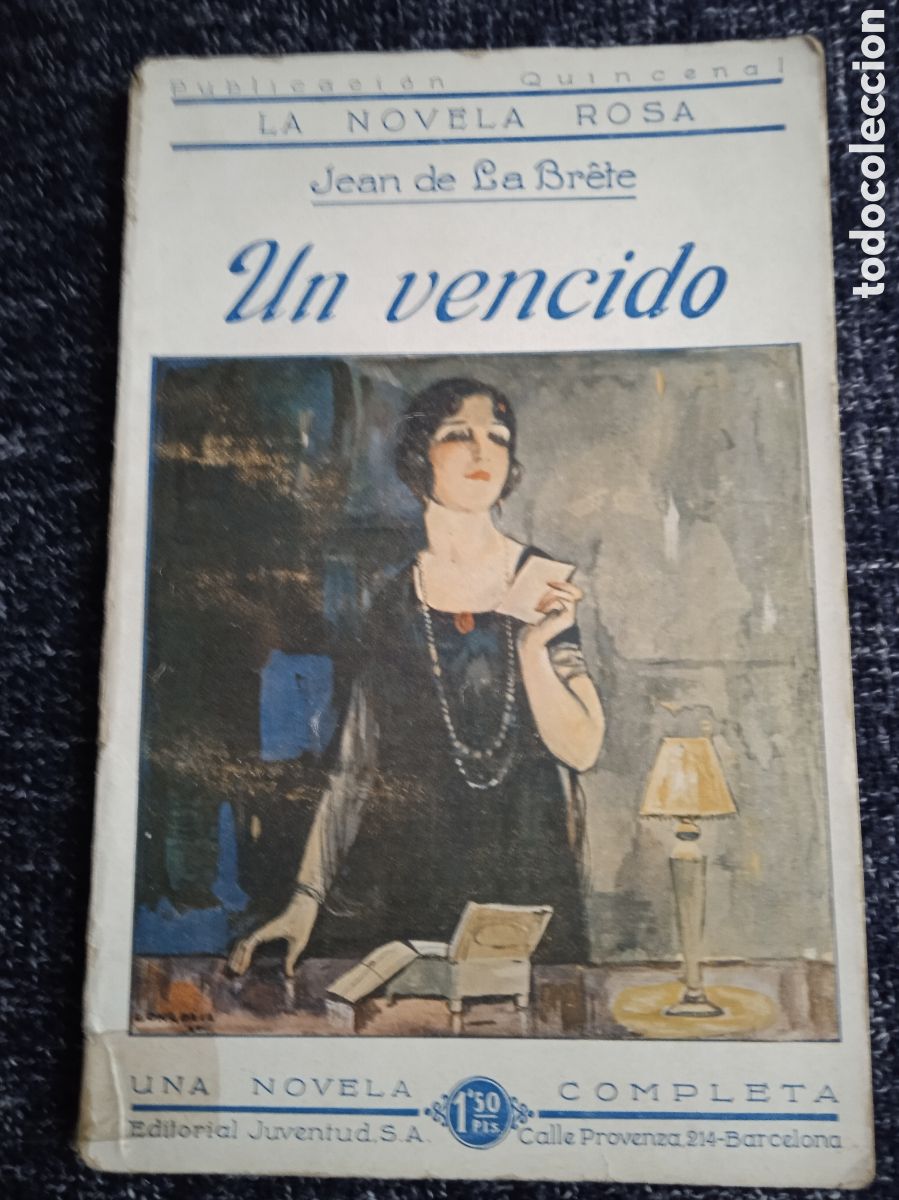 Publicación Quincenal
LA NOVELA ROSA
Jean de La Brête
Un vencido
UNA NOVELA COMPLETA
1'50
Pts.
Editorial Juventud, S.A. Calle Provenza, 214-Barcelona
todocoleccion